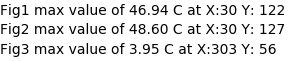 Fig1 max value of 46.94 C at X:30 Y: 122
Fig2 max value of 48.60 C at X:30 Y: 127
Fig3 max value of 3.95 C at X:303 Y: 56